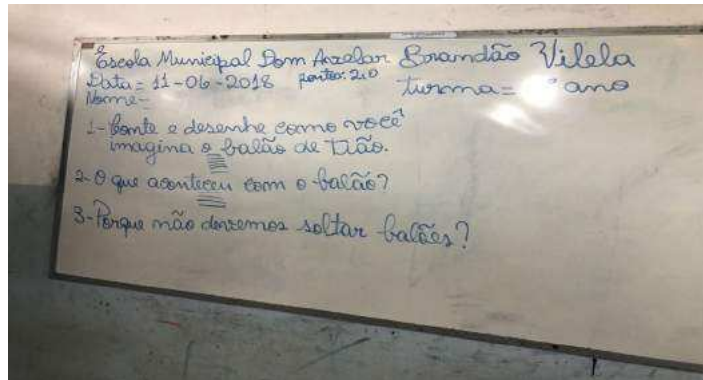 Escola Municipal Dom Avelar Brandão Vilela
Data = 11-06-2018 pontos: 2,0 turma= ° ano
Nome-
1- Conte e desenhe como você
imagina o balão de Tião.
2- O que aconteceu com o balão?
3- Porque não devemos soltar balões?